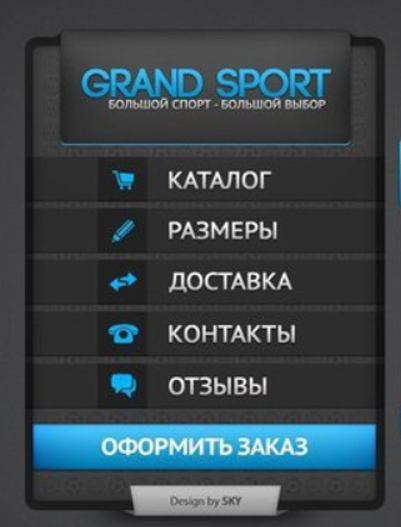 GRAND SPORT
БОЛЬШОЙ СПОРТ - БОЛЬШОЙ ВЫБОР
КАТАЛОГ
РАЗМЕРЫ
ДОСТАВКА
КОНТАКТЫ
ОТЗЫВЫ
ОФОРМИТЬ ЗАКАЗ
Design by SKY